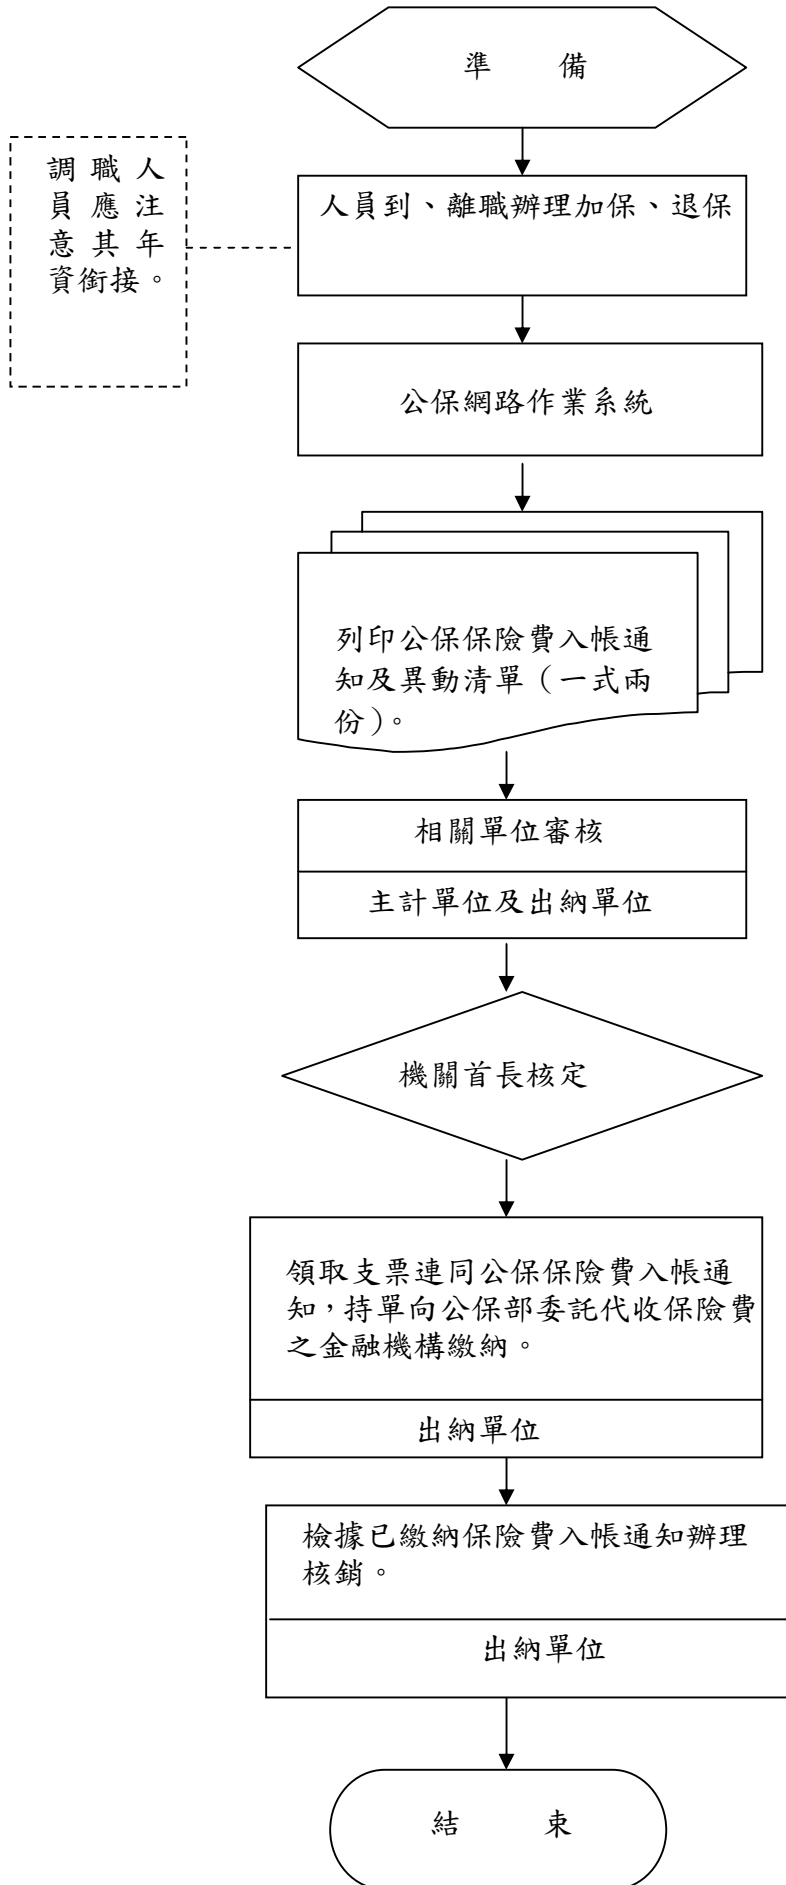 準　　備
調職人
員應注
意其年
資銜接。
人員到、離職辦理加保、退保
公保網路作業系統
列印公保保險費入帳通
知及異動清單（一式兩
份）。
相關單位審核
主計單位及出納單位
機關首長核定
領取支票連同公保保險費入帳通
知，持單向公保部委託代收保險費
之金融機構繳納。
出納單位
檢據已繳納保險費入帳通知辦理
核銷。
出納單位
結　　束